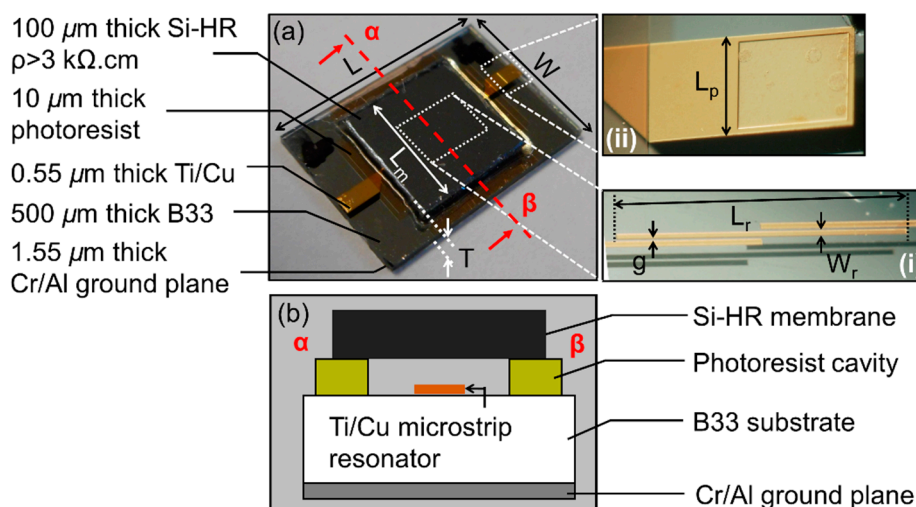 100 µm thick Si-HR
ρ>3 kΩ.cm
10 µm thick
photoresist
0.55 µm thick Ti/Cu
500 µm thick B33
1.55 µm thick
Cr/Al ground plane
(a)
α
L
W
Lm
β
T
Lp
(ii)
Lr
g
Wr
(i
(b)
α
β
Ti/Cu microstrip
resonator
Si-HR membrane
Photoresist cavity
B33 substrate
Cr/Al ground plane